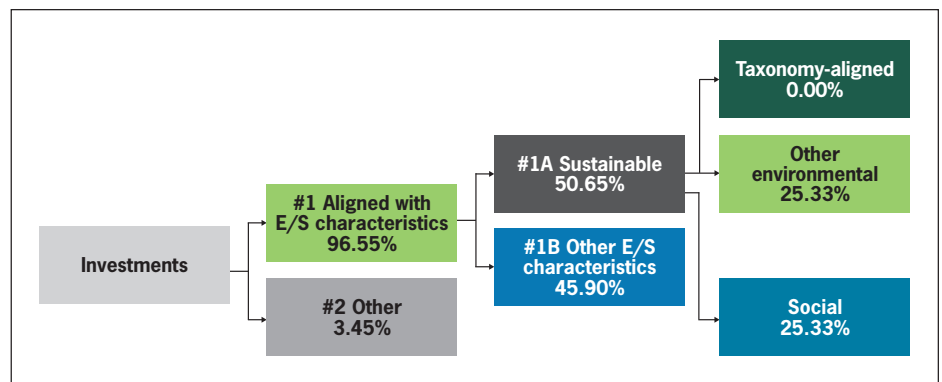 Investments
#1 Aligned with
E/S characteristics
96.55%
#2 Other
3.45%
#1A Sustainable
50.65%
#1B Other E/S
characteristics
45.90%
Taxonomy-aligned
0.00%
Other
environmental
25.33%
Social
25.33%